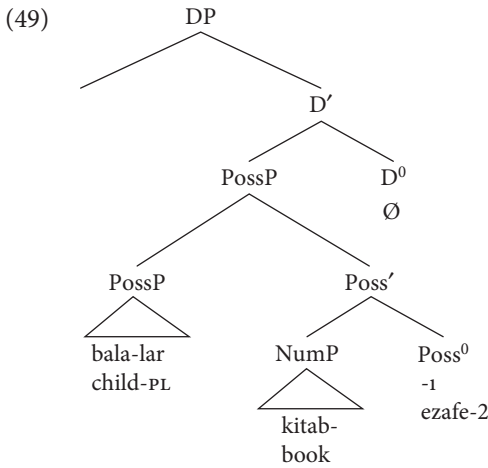 (49)
DP
D′
PossP D⁰
Ø
PossP Poss′
bala-lar NumP Poss⁰
child-PL -ı
ezafe-2
kitab-
book